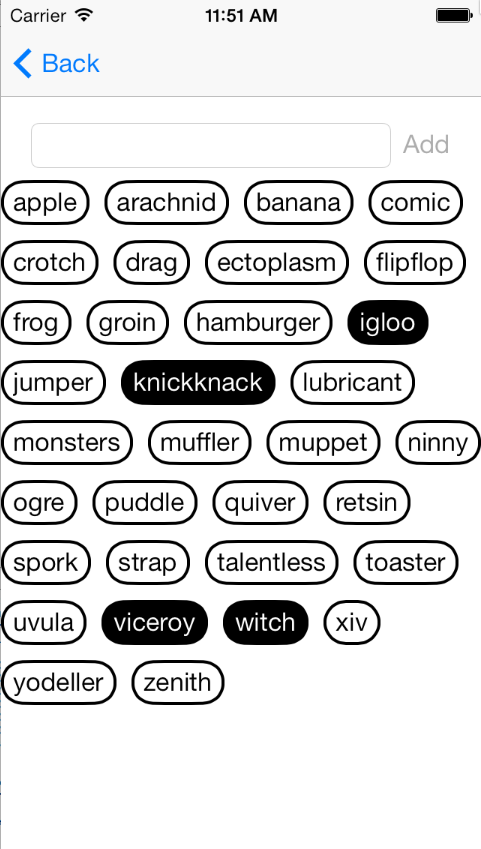 Carrier 11:51 AM
Back
Add
apple arachnid banana comic
crotch drag ectoplasm flipflop
frog groin hamburger igloo
jumper knickknack lubricant
monsters muffler muppet ninny
ogre puddle quiver retsin
spork strap talentless toaster
uvula viceroy witch xiv
yodeller zenith